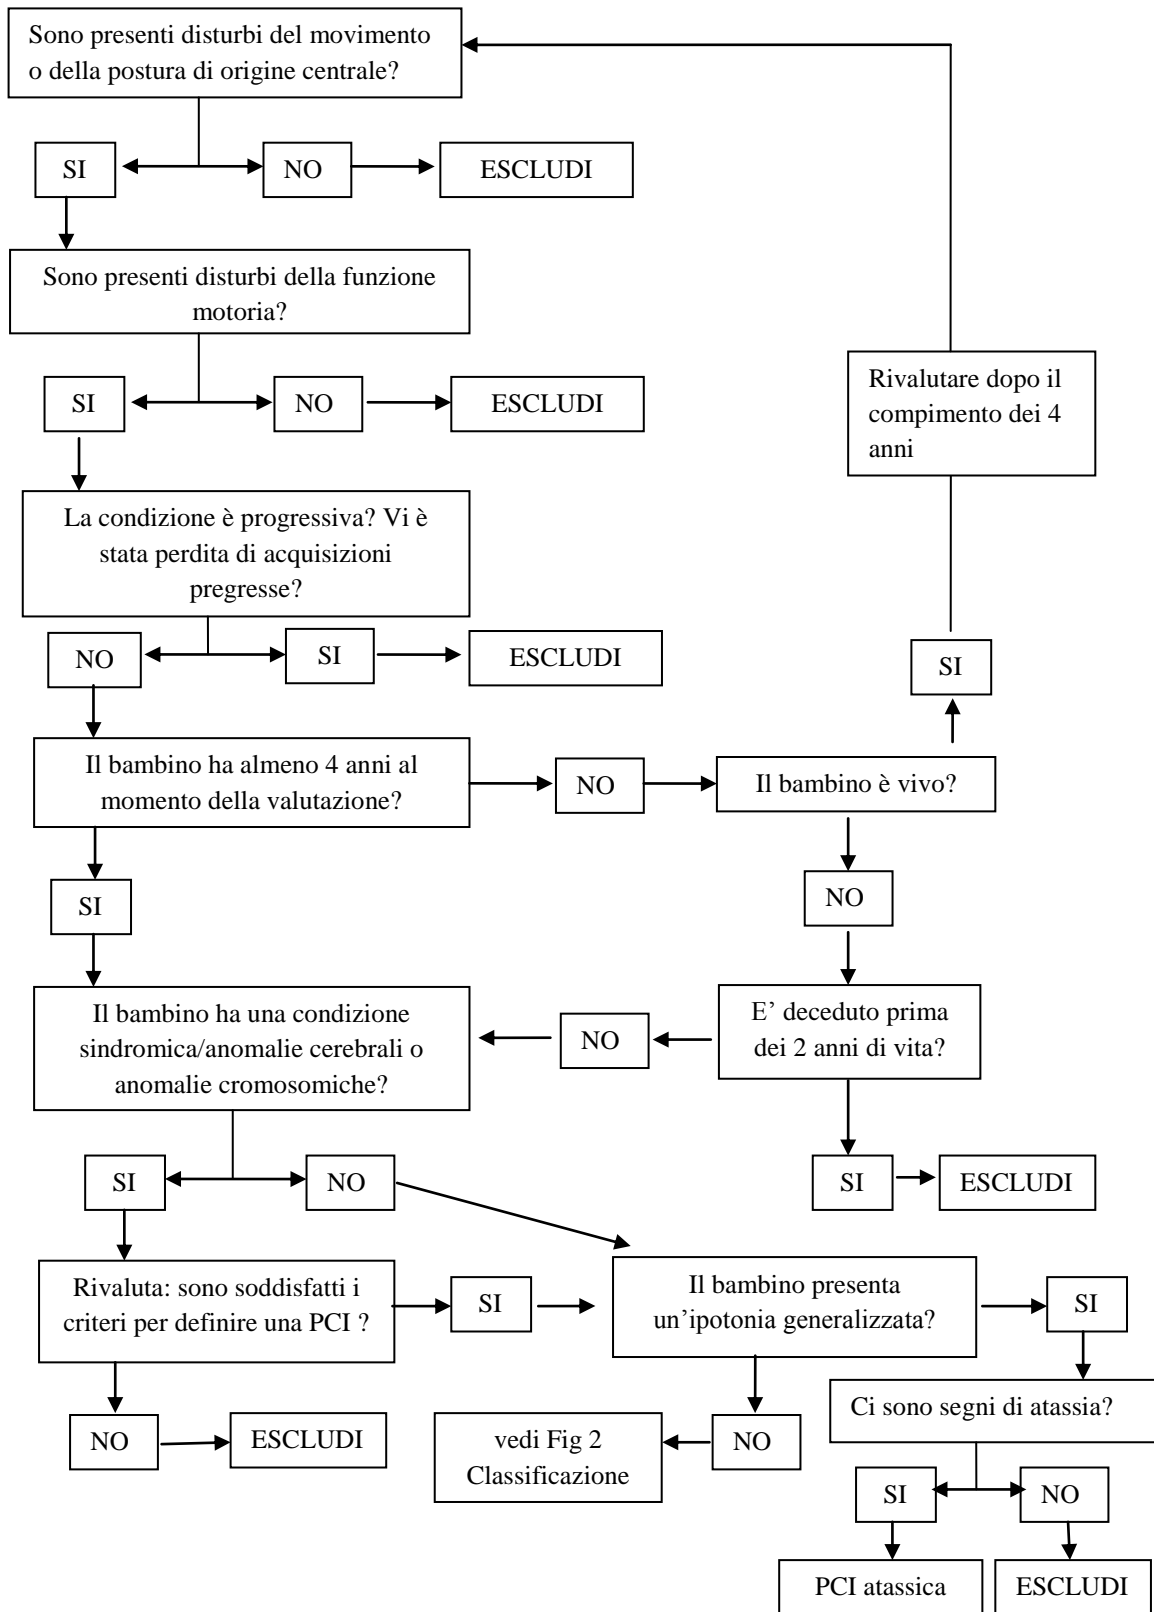 Sono presenti disturbi del movimento
o della postura di origine centrale?
SI
NO
ESCLUDI
Sono presenti disturbi della funzione
motoria?
SI
NO
ESCLUDI
Rivalutare dopo il
compimento dei 4
anni
La condizione è progressiva? Vi è
stata perdita di acquisizioni
pregresse?
NO
SI
ESCLUDI
SI
Il bambino ha almeno 4 anni al
momento della valutazione?
NO
Il bambino è vivo?
SI
NO
Il bambino ha una condizione
sindromica/anomalie cerebrali o
anomalie cromosomiche?
NO
E’ deceduto prima
dei 2 anni di vita?
SI
NO
SI
ESCLUDI
Rivaluta: sono soddisfatti i
criteri per definire una PCI ?
SI
Il bambino presenta
un’ipotonia generalizzata?
SI
NO
ESCLUDI
vedi Fig 2
Classificazione
NO
Ci sono segni di atassia?
SI
NO
PCI atassica
ESCLUDI